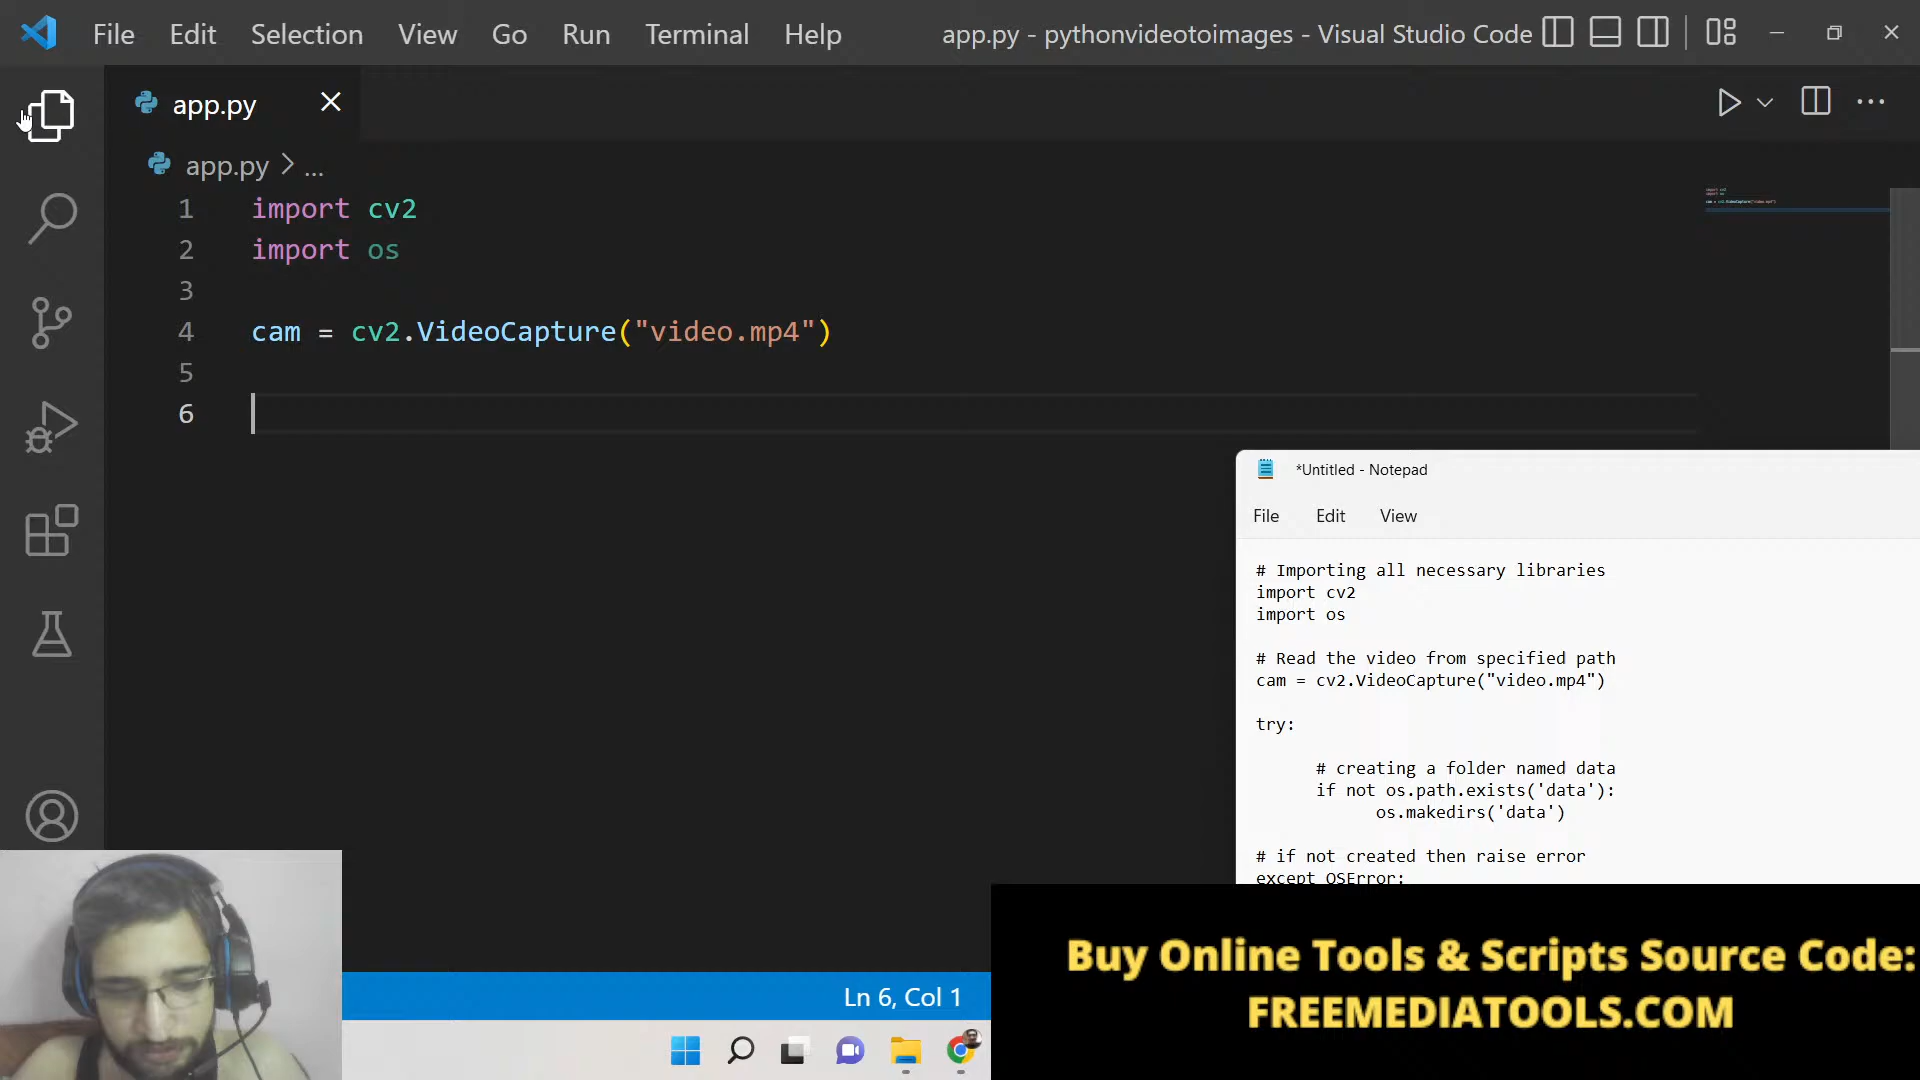 File Edit Selection View Go Run Terminal Help app.py - pythonvideotoimages - Visual Studio Code
app.py
app.py > ...
1 import cv2
2 import os
3
4 cam = cv2.VideoCapture("video.mp4")
5
6
*Untitled - Notepad
File Edit View
# Importing all necessary libraries
import cv2
import os
# Read the video from specified path
cam = cv2.VideoCapture("video.mp4")
try:
# creating a folder named data
if not os.path.exists('data'):
os.makedirs('data')
# if not created then raise error
except OSError:
Ln 6, Col 1
Buy Online Tools & Scripts Source Code:
FREEMEDIATOOLS.COM